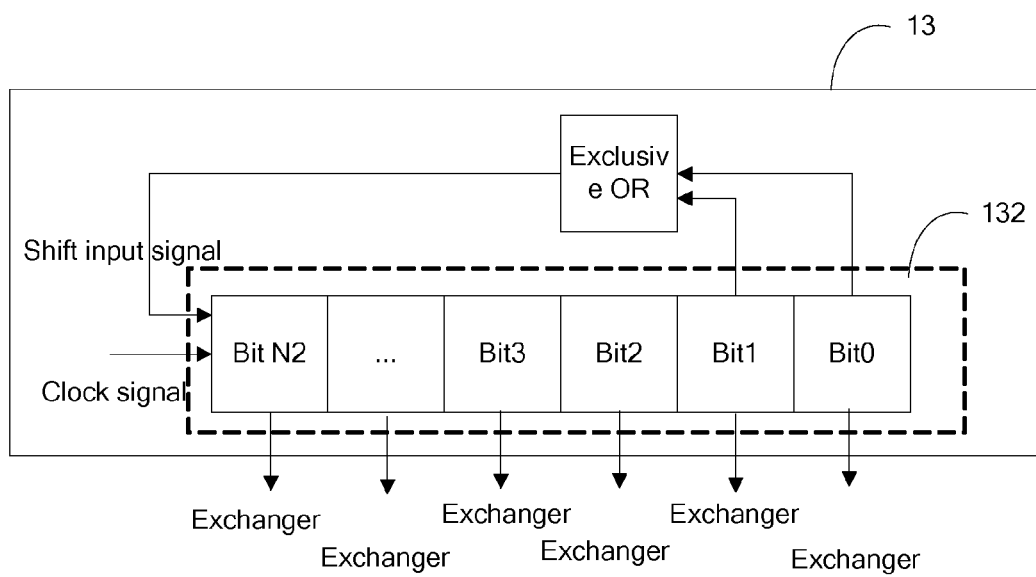 13
Exclusiv
e OR
132
Shift input signal
Bit N2
...
Bit3
Bit2
Bit1
Bit0
Clock signal
Exchanger
Exchanger
Exchanger
Exchanger
Exchanger
Exchanger